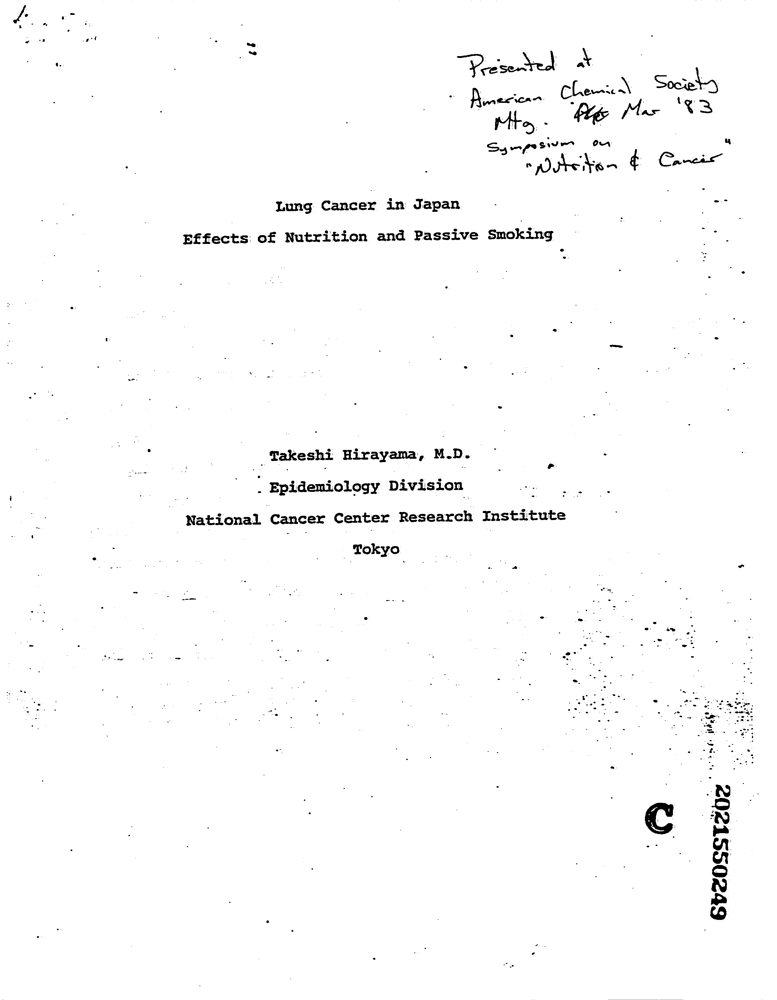 Presented at
American Chemical Society
Mtg. Mar '83
Symposium on
"Nutrition & Cancer"
Lung Cancer in Japan
Effects of Nutrition and Passive Smoking
Takeshi Hirayama, M.D.
Epidemiology Division
National Cancer Center Research Institute
Tokyo
C
2021550249